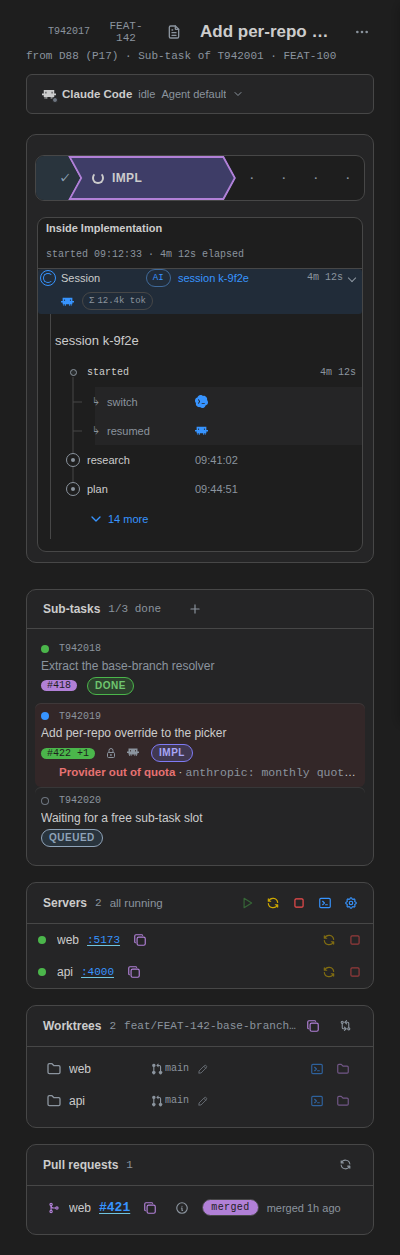 T942017 FEAT-142 Add per-repo … ···
from D88 (P17) · Sub-task of T942001 · FEAT-100
Claude Code idle Agent default
✓ IMPL · · · ·
Inside Implementation
started 09:12:33 · 4m 12s elapsed
Session AI session k-9f2e 4m 12s
Σ 12.4k tok
session k-9f2e
started 4m 12s
↳ switch
↳ resumed
research 09:41:02
plan 09:44:51
14 more
Sub-tasks 1/3 done +
T942018
Extract the base-branch resolver
#418 DONE
T942019
Add per-repo override to the picker
#422 +1 IMPL
Provider out of quota · anthropic: monthly quot…
T942020
Waiting for a free sub-task slot
QUEUED
Servers 2 all running
web :5173
api :4000
Worktrees 2 feat/FEAT-142-base-branch…
web main
api main
Pull requests 1
web #421 merged merged 1h ago